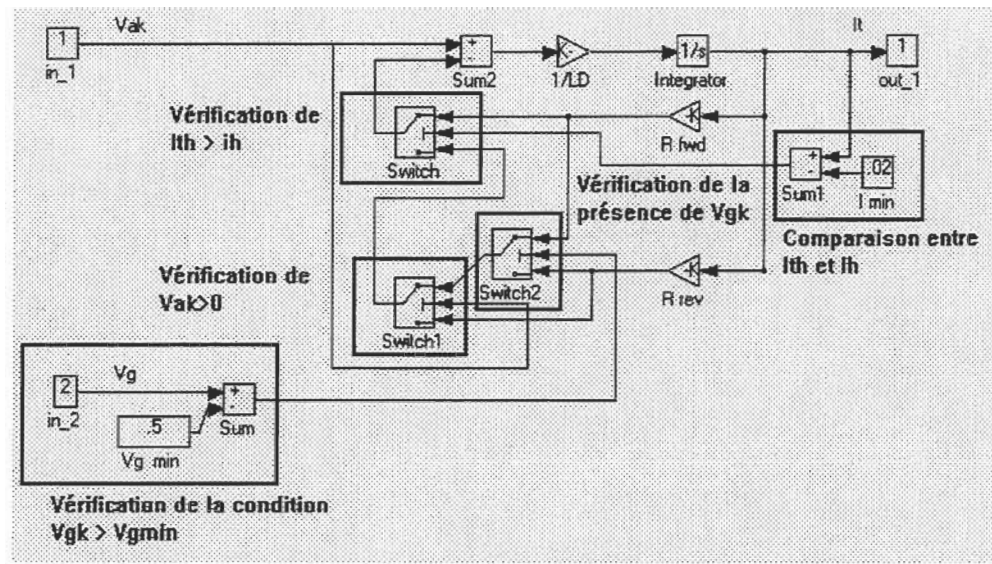 Vak
It
1
in_1
+
-
Sum2
1/LD
1/s
Integrator
1
out_1
Vérification de
Ith > ih
Switch
K
R fwd
+
-
Sum1
.02
I min
Vérification de la
présence de Vgk
Comparaison entre
Ith et Ih
Vérification de
Vak>0
Switch2
Switch1
K
R rev
Vg
2
in_2
+
-
Sum
.5
Vg min
Vérification de la condition
Vgk > Vgmin